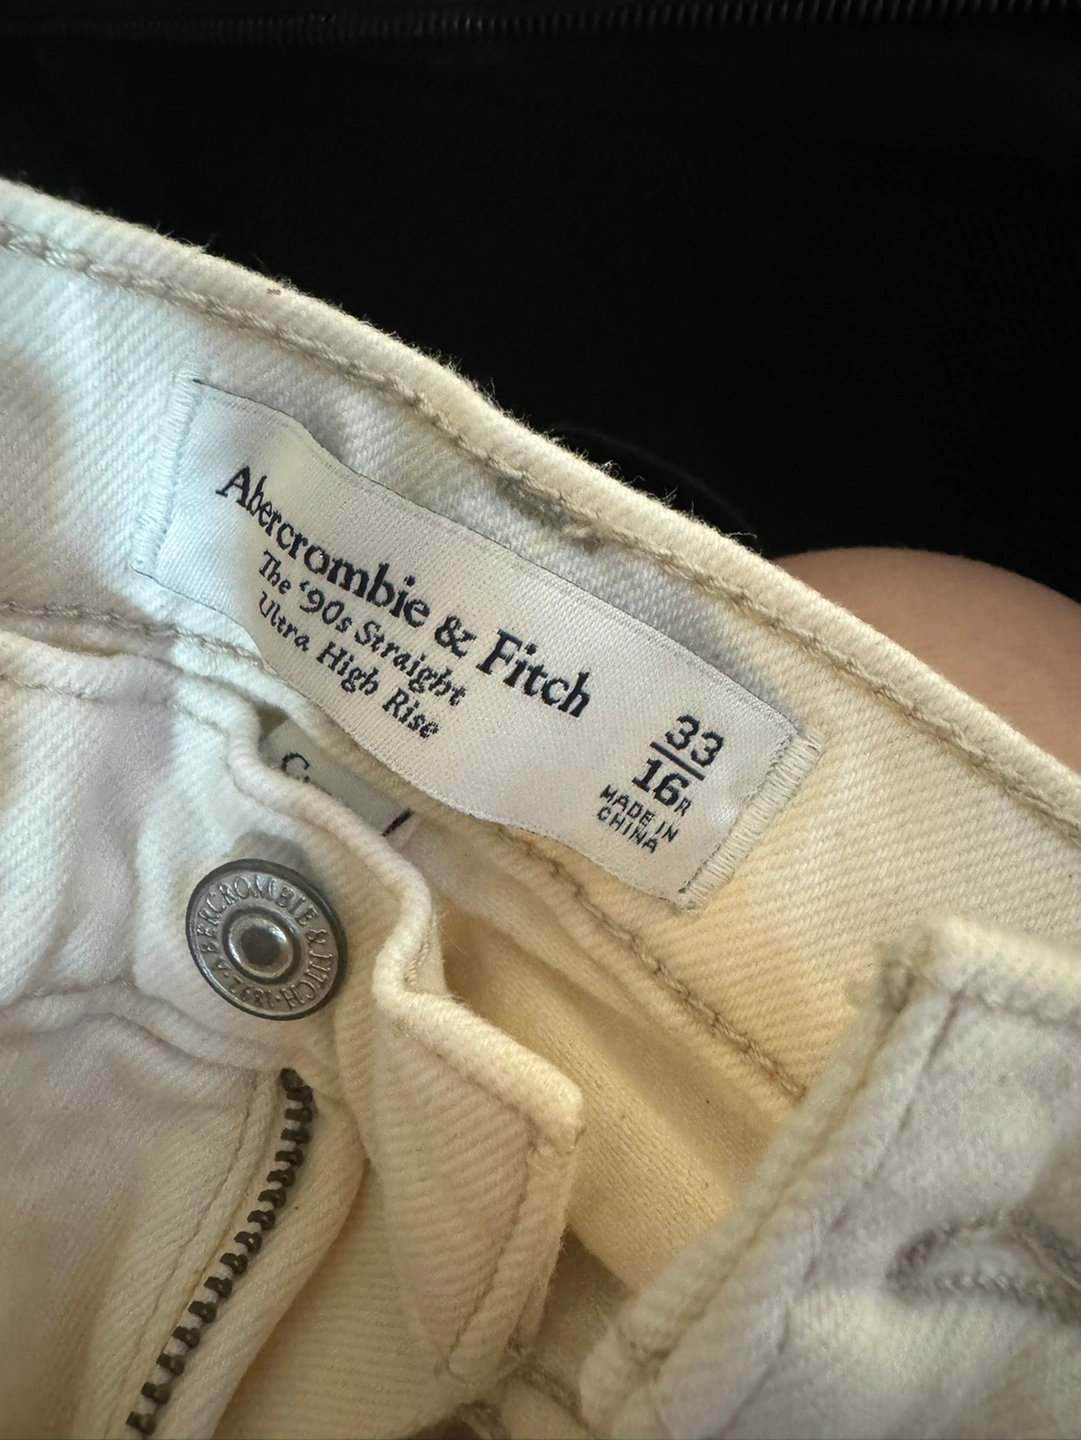 Abercrombie & Fitch
The '90s Straight
Ultra High Rise
33
16R
MADE IN
CHINA
ABERCROMBIE & FITCH · 1892 ·